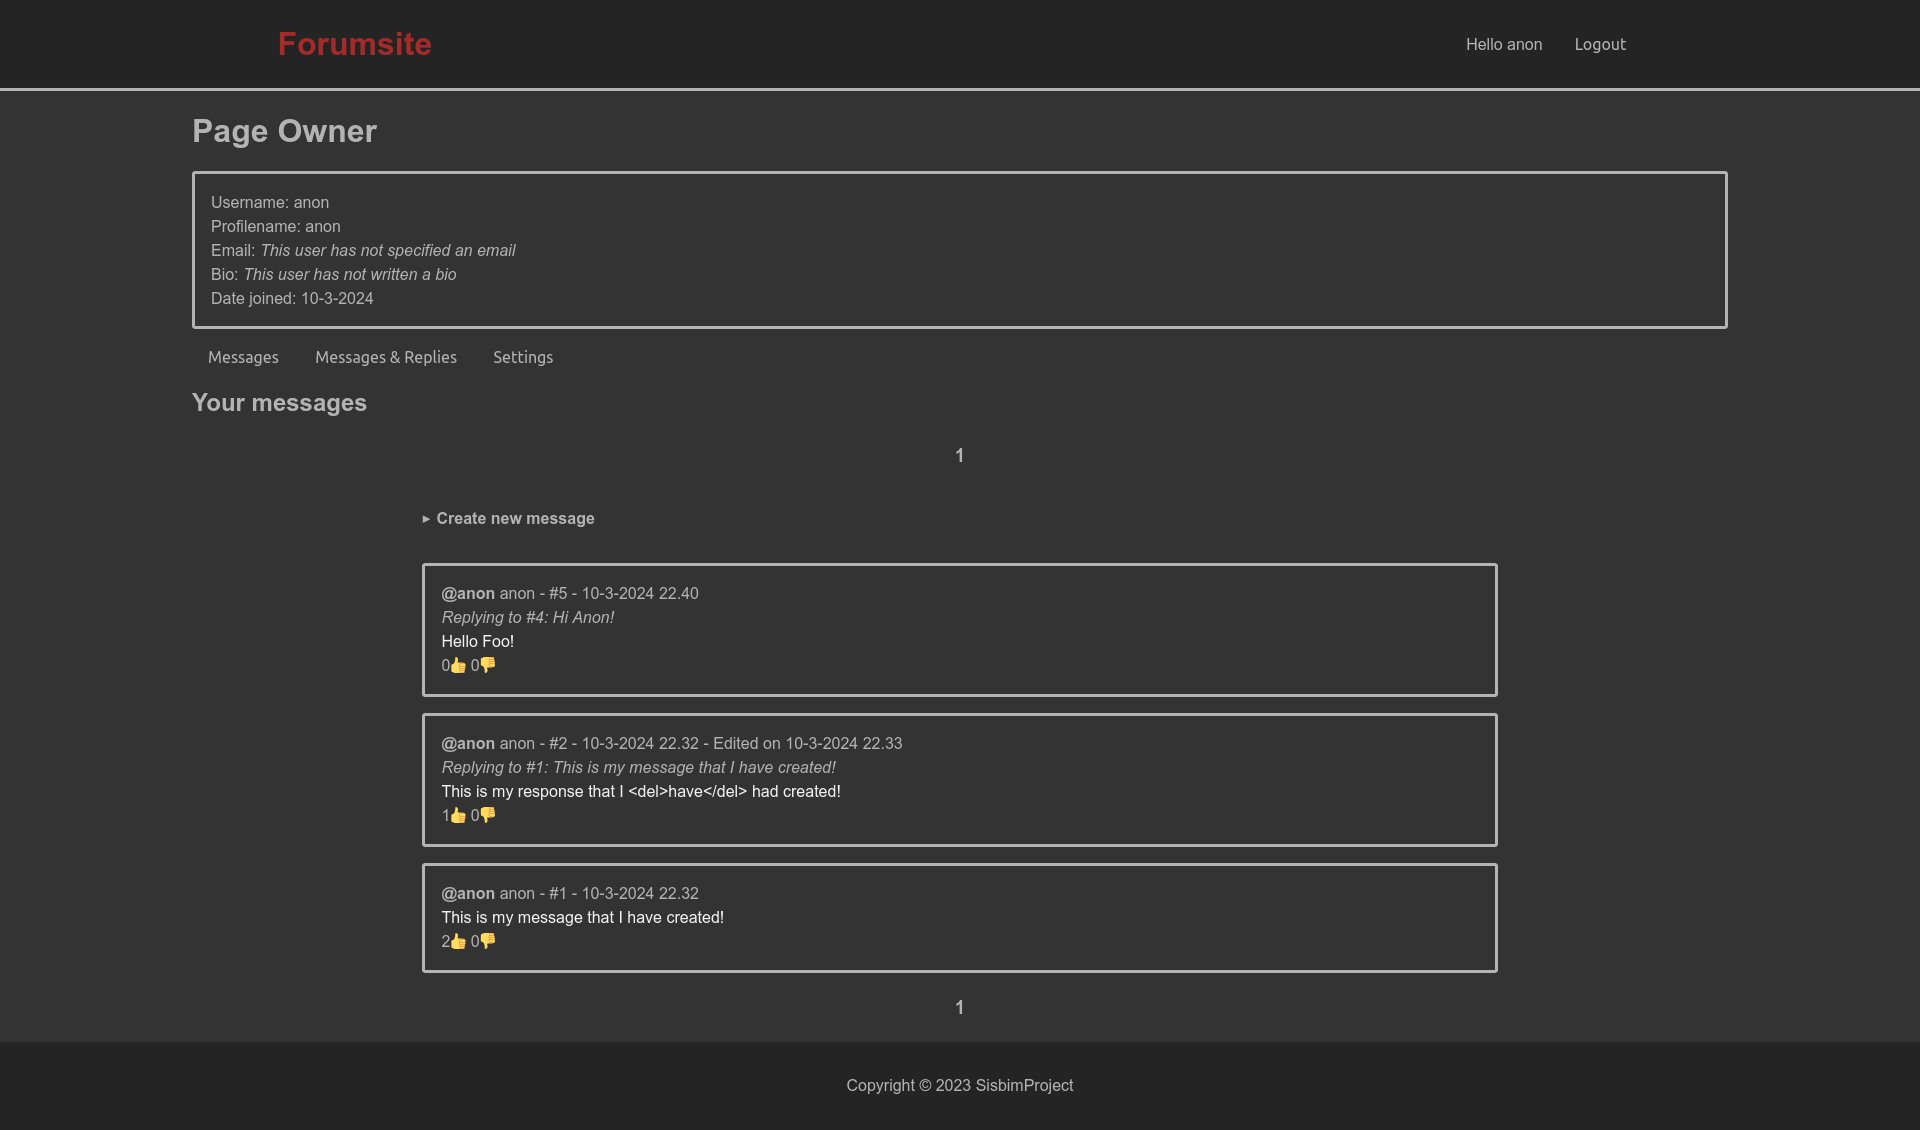 Forumsite
Hello anon
Logout
Page Owner
Username: anon
Profilename: anon
Email: This user has not specified an email
Bio: This user has not written a bio
Date joined: 10-3-2024
Messages
Messages & Replies
Settings
Your messages
1
▸ Create new message
@anon anon - #5 - 10-3-2024 22.40
Replying to #4: Hi Anon!
Hello Foo!
0👍 0👎
@anon anon - #2 - 10-3-2024 22.32 - Edited on 10-3-2024 22.33
Replying to #1: This is my message that I have created!
This is my response that I <del>have</del> had created!
1👍 0👎
@anon anon - #1 - 10-3-2024 22.32
This is my message that I have created!
2👍 0👎
1
Copyright © 2023 SisbimProject